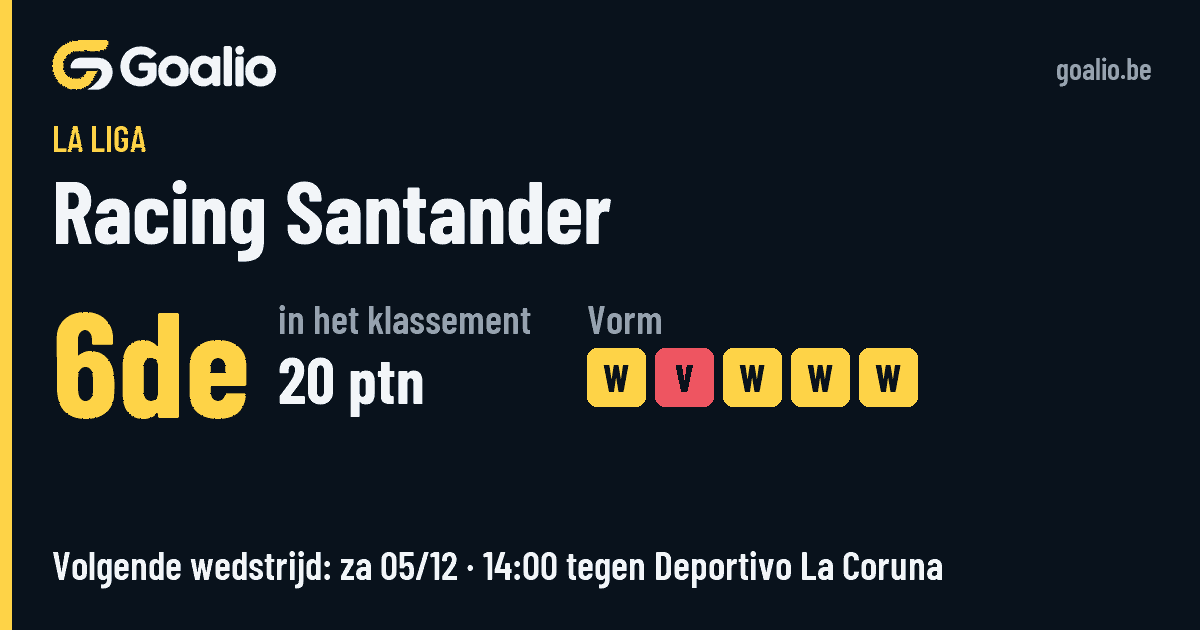 Goalio
goalio.be
LA LIGA
Racing Santander
6de
in het klassement
20 ptn
Vorm
W V W W W
Volgende wedstrijd: za 05/12 · 14:00 tegen Deportivo La Coruna